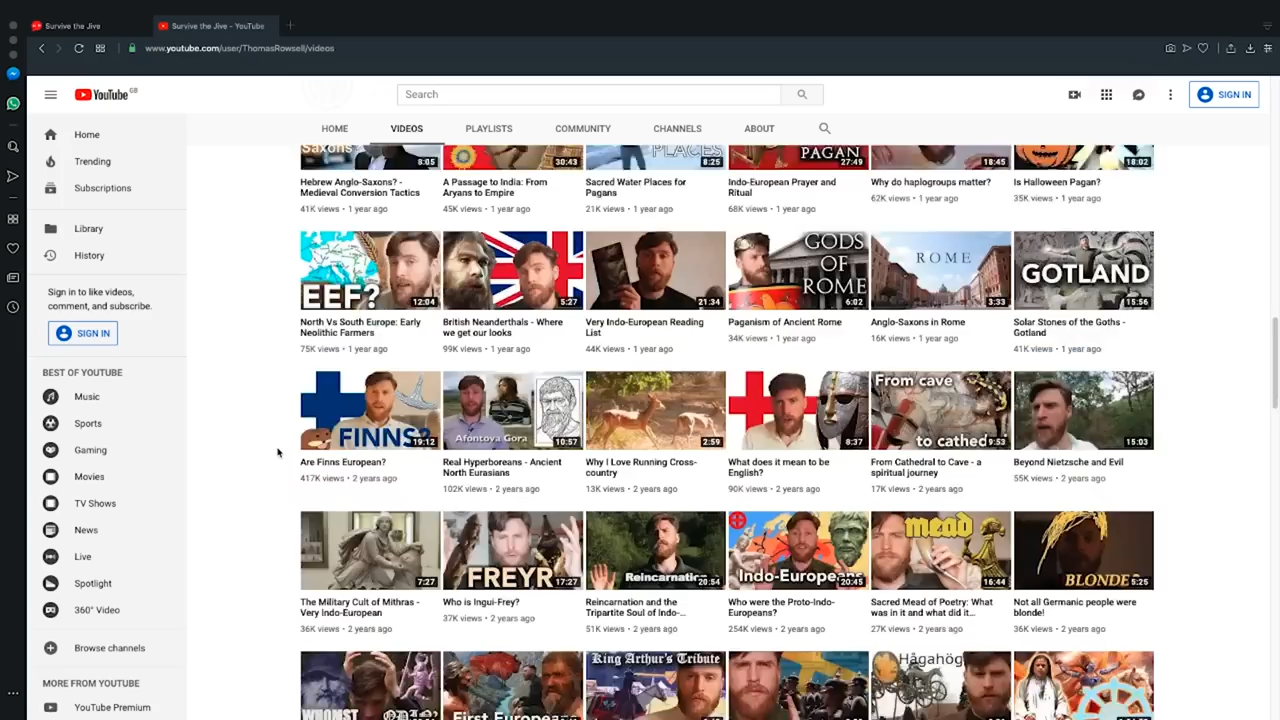 Survive the Jive
Survive the Jive - YouTube
www.youtube.com/user/ThomasRowsell/videos
YouTube GB
Search
SIGN IN
HOME
VIDEOS
PLAYLISTS
COMMUNITY
CHANNELS
ABOUT
Home
Trending
Subscriptions
Library
History
Sign in to like videos,
comment, and subscribe.
SIGN IN
BEST OF YOUTUBE
Music
Sports
Gaming
Movies
TV Shows
News
Live
Spotlight
360° Video
Browse channels
MORE FROM YOUTUBE
YouTube Premium
Saxons
8:05
30:43
PLACES
8:25
PAGAN
27:49
18:45
18:02
Hebrew Anglo-Saxons? -
Medieval Conversion Tactics
41K views • 1 year ago
A Passage to India: From
Aryans to Empire
45K views • 1 year ago
Sacred Water Places for
Pagans
21K views • 1 year ago
Indo-European Prayer and
Ritual
68K views • 1 year ago
Why do haplogroups matter?
62K views • 1 year ago
Is Halloween Pagan?
35K views • 1 year ago
EEF?
12:04
5:27
21:34
GODS
OF
ROME
6:02
ROME
3:33
GOTLAND
15:56
North Vs South Europe: Early
Neolithic Farmers
75K views • 1 year ago
British Neanderthals - Where
we get our looks
99K views • 1 year ago
Very Indo-European Reading
List
44K views • 1 year ago
Paganism of Ancient Rome
34K views • 1 year ago
Anglo-Saxons in Rome
16K views • 1 year ago
Solar Stones of the Goths -
Gotland
41K views • 1 year ago
FINNS?
19:12
Afontova Gora
10:57
2:59
8:37
From cave
to cathed
9:53
15:03
Are Finns European?
417K views • 2 years ago
Real Hyperboreans - Ancient
North Eurasians
102K views • 2 years ago
Why I Love Running Cross-
country
13K views • 2 years ago
What does it mean to be
English?
90K views • 2 years ago
From Cathedral to Cave - a
spiritual journey
17K views • 2 years ago
Beyond Nietzsche and Evil
55K views • 2 years ago
7:27
FREYR
17:27
Reincarnatio
20:54
Indo-European
20:45
mead
16:44
BLONDE
5:25
The Military Cult of Mithras -
Very Indo-European
36K views • 2 years ago
Who is Ingui-Frey?
37K views • 2 years ago
Reincarnation and the
Tripartite Soul of Indo-...
51K views • 2 years ago
Who were the Proto-Indo-
Europeans?
254K views • 2 years ago
Sacred Mead of Poetry: What
was in it and what did it...
27K views • 2 years ago
Not all Germanic people were
blonde!
36K views • 2 years ago
WHOMST
First Europeans
King Arthur's Tribute
Hågahög